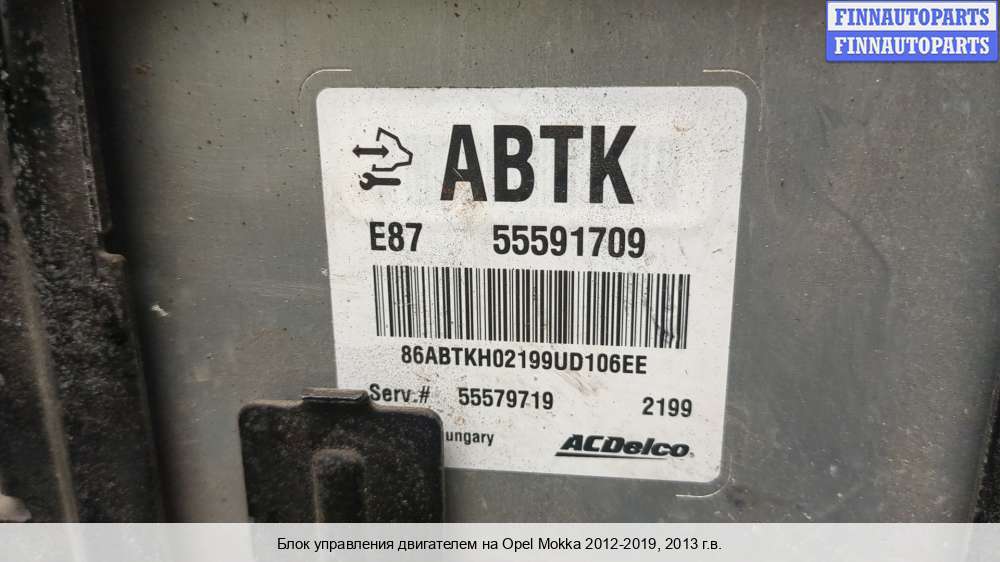 FINNAUTOPARTS
FINNAUTOPARTS
ABTK
E87 55591709
86ABTKH02199UD106EE
Serv.# 55579719 2199
ungary ACDelco
Блок управления двигателем на Opel Mokka 2012-2019, 2013 г.в.